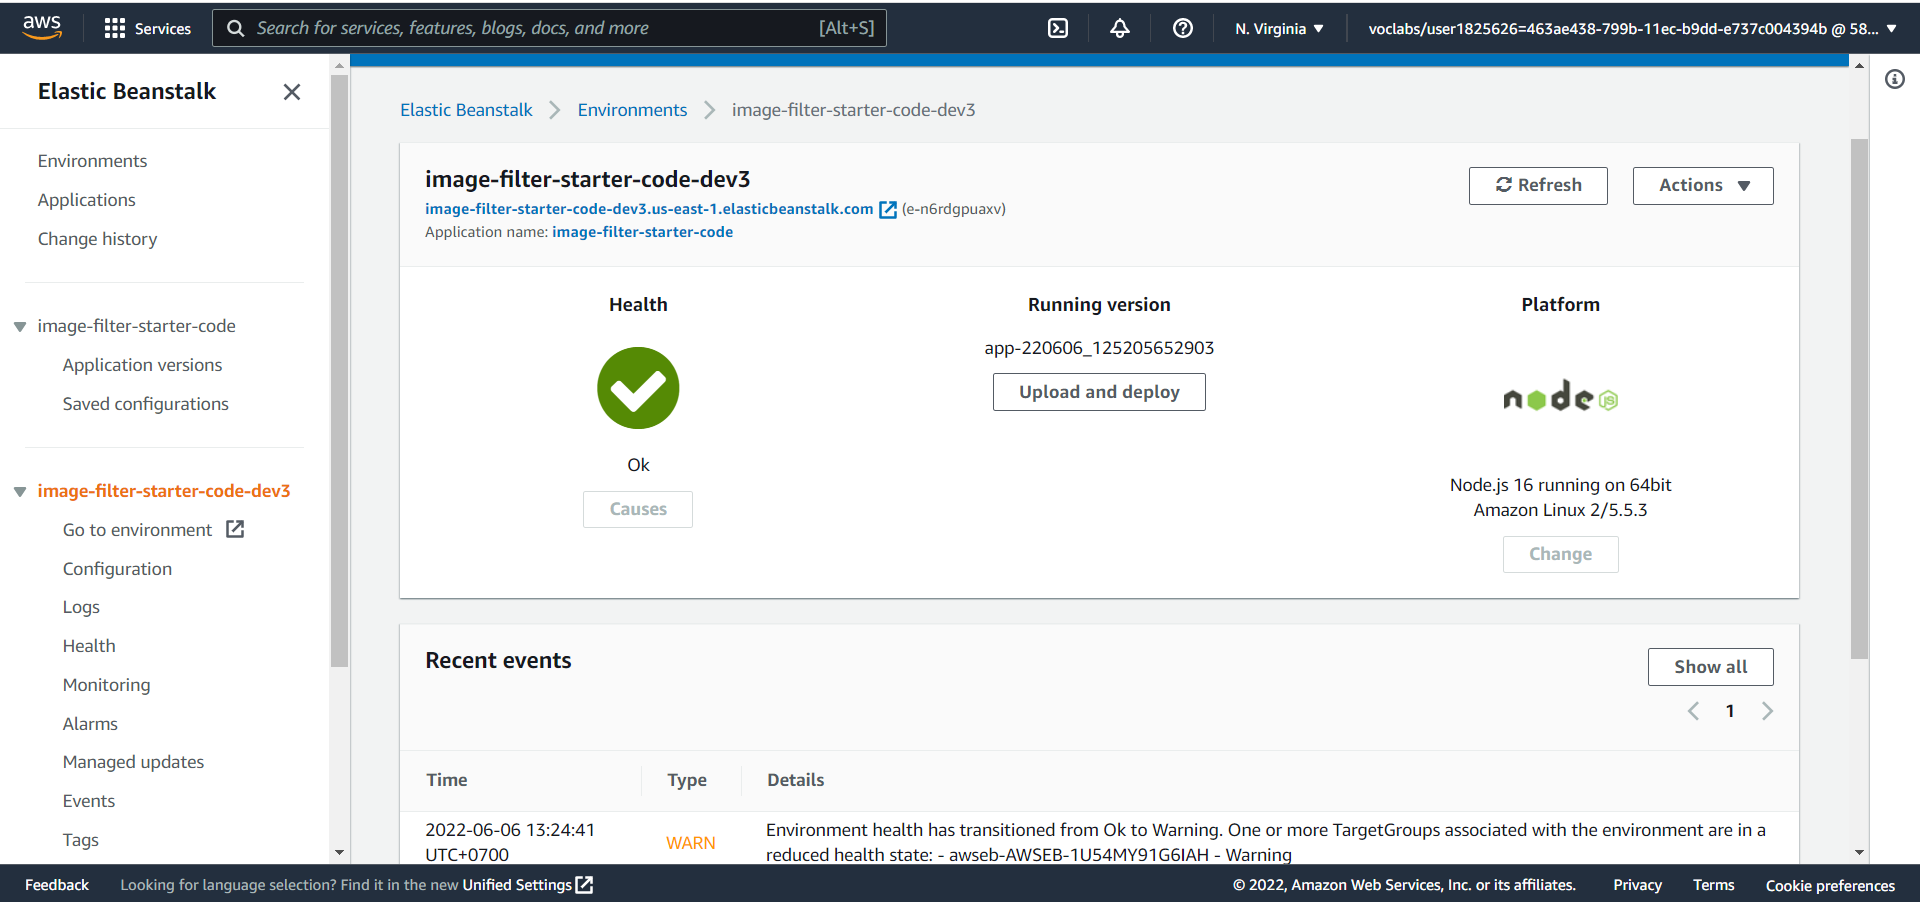 aws
Services
Search for services, features, blogs, docs, and more [Alt+S]
N. Virginia
voclabs/user1825626=463ae438-799b-11ec-b9dd-e737c004394b @ 58...
Elastic Beanstalk
Environments
Applications
Change history
image-filter-starter-code
Application versions
Saved configurations
image-filter-starter-code-dev3
Go to environment
Configuration
Logs
Health
Monitoring
Alarms
Managed updates
Events
Tags
Elastic Beanstalk > Environments > image-filter-starter-code-dev3
image-filter-starter-code-dev3
image-filter-starter-code-dev3.us-east-1.elasticbeanstalk.com (e-n6rdgpuaxv)
Application name: image-filter-starter-code
Refresh
Actions
Health
Ok
Causes
Running version
app-220606_125205652903
Upload and deploy
Platform
node JS
Node.js 16 running on 64bit
Amazon Linux 2/5.5.3
Change
Recent events
Show all
1
Time Type Details
2022-06-06 13:24:41
UTC+0700
WARN
Environment health has transitioned from Ok to Warning. One or more TargetGroups associated with the environment are in a
reduced health state: - awseb-AWSEB-1U54MY91G6IAH - Warning
Feedback
Looking for language selection? Find it in the new Unified Settings
© 2022, Amazon Web Services, Inc. or its affiliates.
Privacy
Terms
Cookie preferences